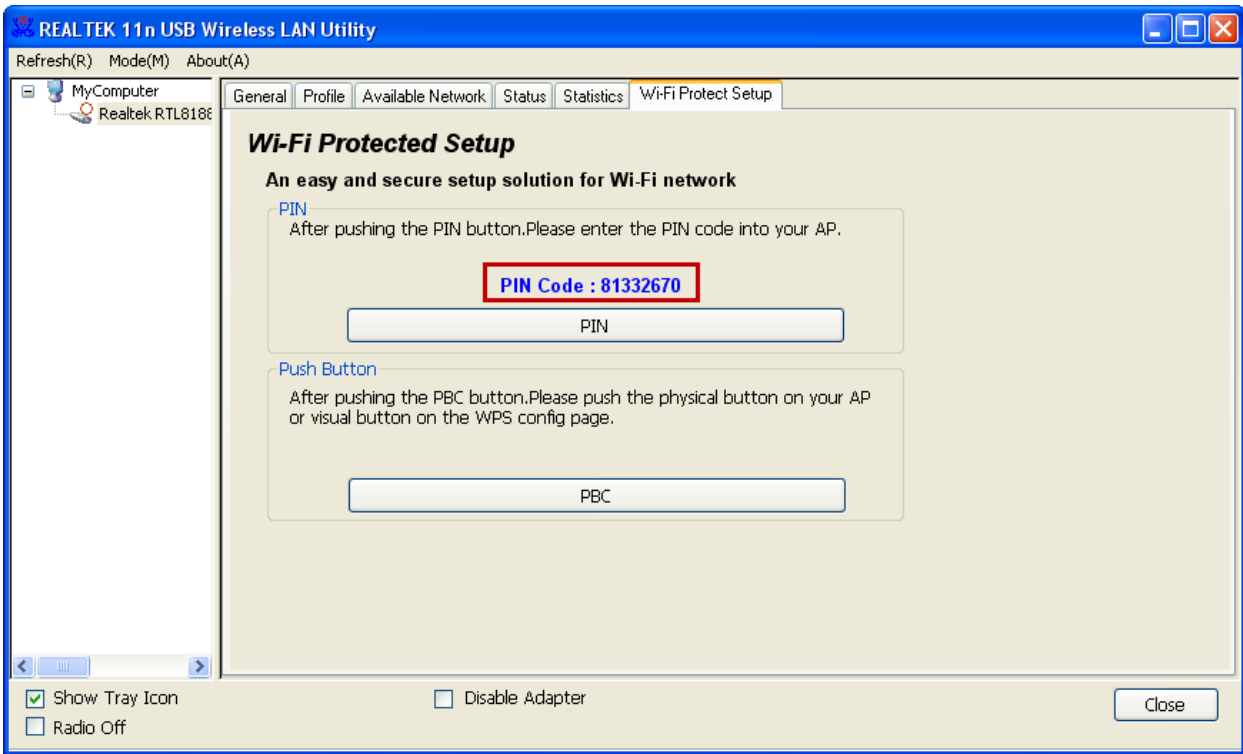 REALTEK 11n USB Wireless LAN Utility
Refresh(R) Mode(M) About(A)
MyComputer
Realtek RTL8188
General Profile Available Network Status Statistics Wi-Fi Protect Setup
Wi-Fi Protected Setup
An easy and secure setup solution for Wi-Fi network
PIN
After pushing the PIN button.Please enter the PIN code into your AP.
PIN Code : 81332670
PIN
Push Button
After pushing the PBC button.Please push the physical button on your AP
or visual button on the WPS config page.
PBC
Show Tray Icon
Disable Adapter
Radio Off
Close